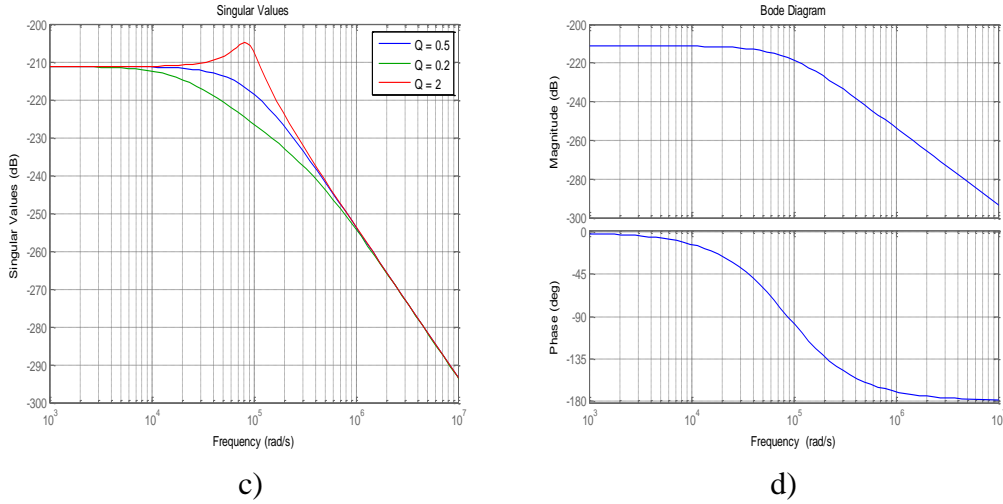 Singular Values
-200
-210
-220
-230
-240
-250
-260
-270
-280
-290
-300
Singular Values (dB)
Q = 0.5
Q = 0.2
Q = 2
10^3
10^4
10^5
10^6
10^7
Frequency (rad/s)
c)
Bode Diagram
-200
-220
-240
-260
-280
-300
Magnitude (dB)
0
-45
-90
-135
-180
Phase (deg)
10^3
10^4
10^5
10^6
10
Frequency (rad/s)
d)